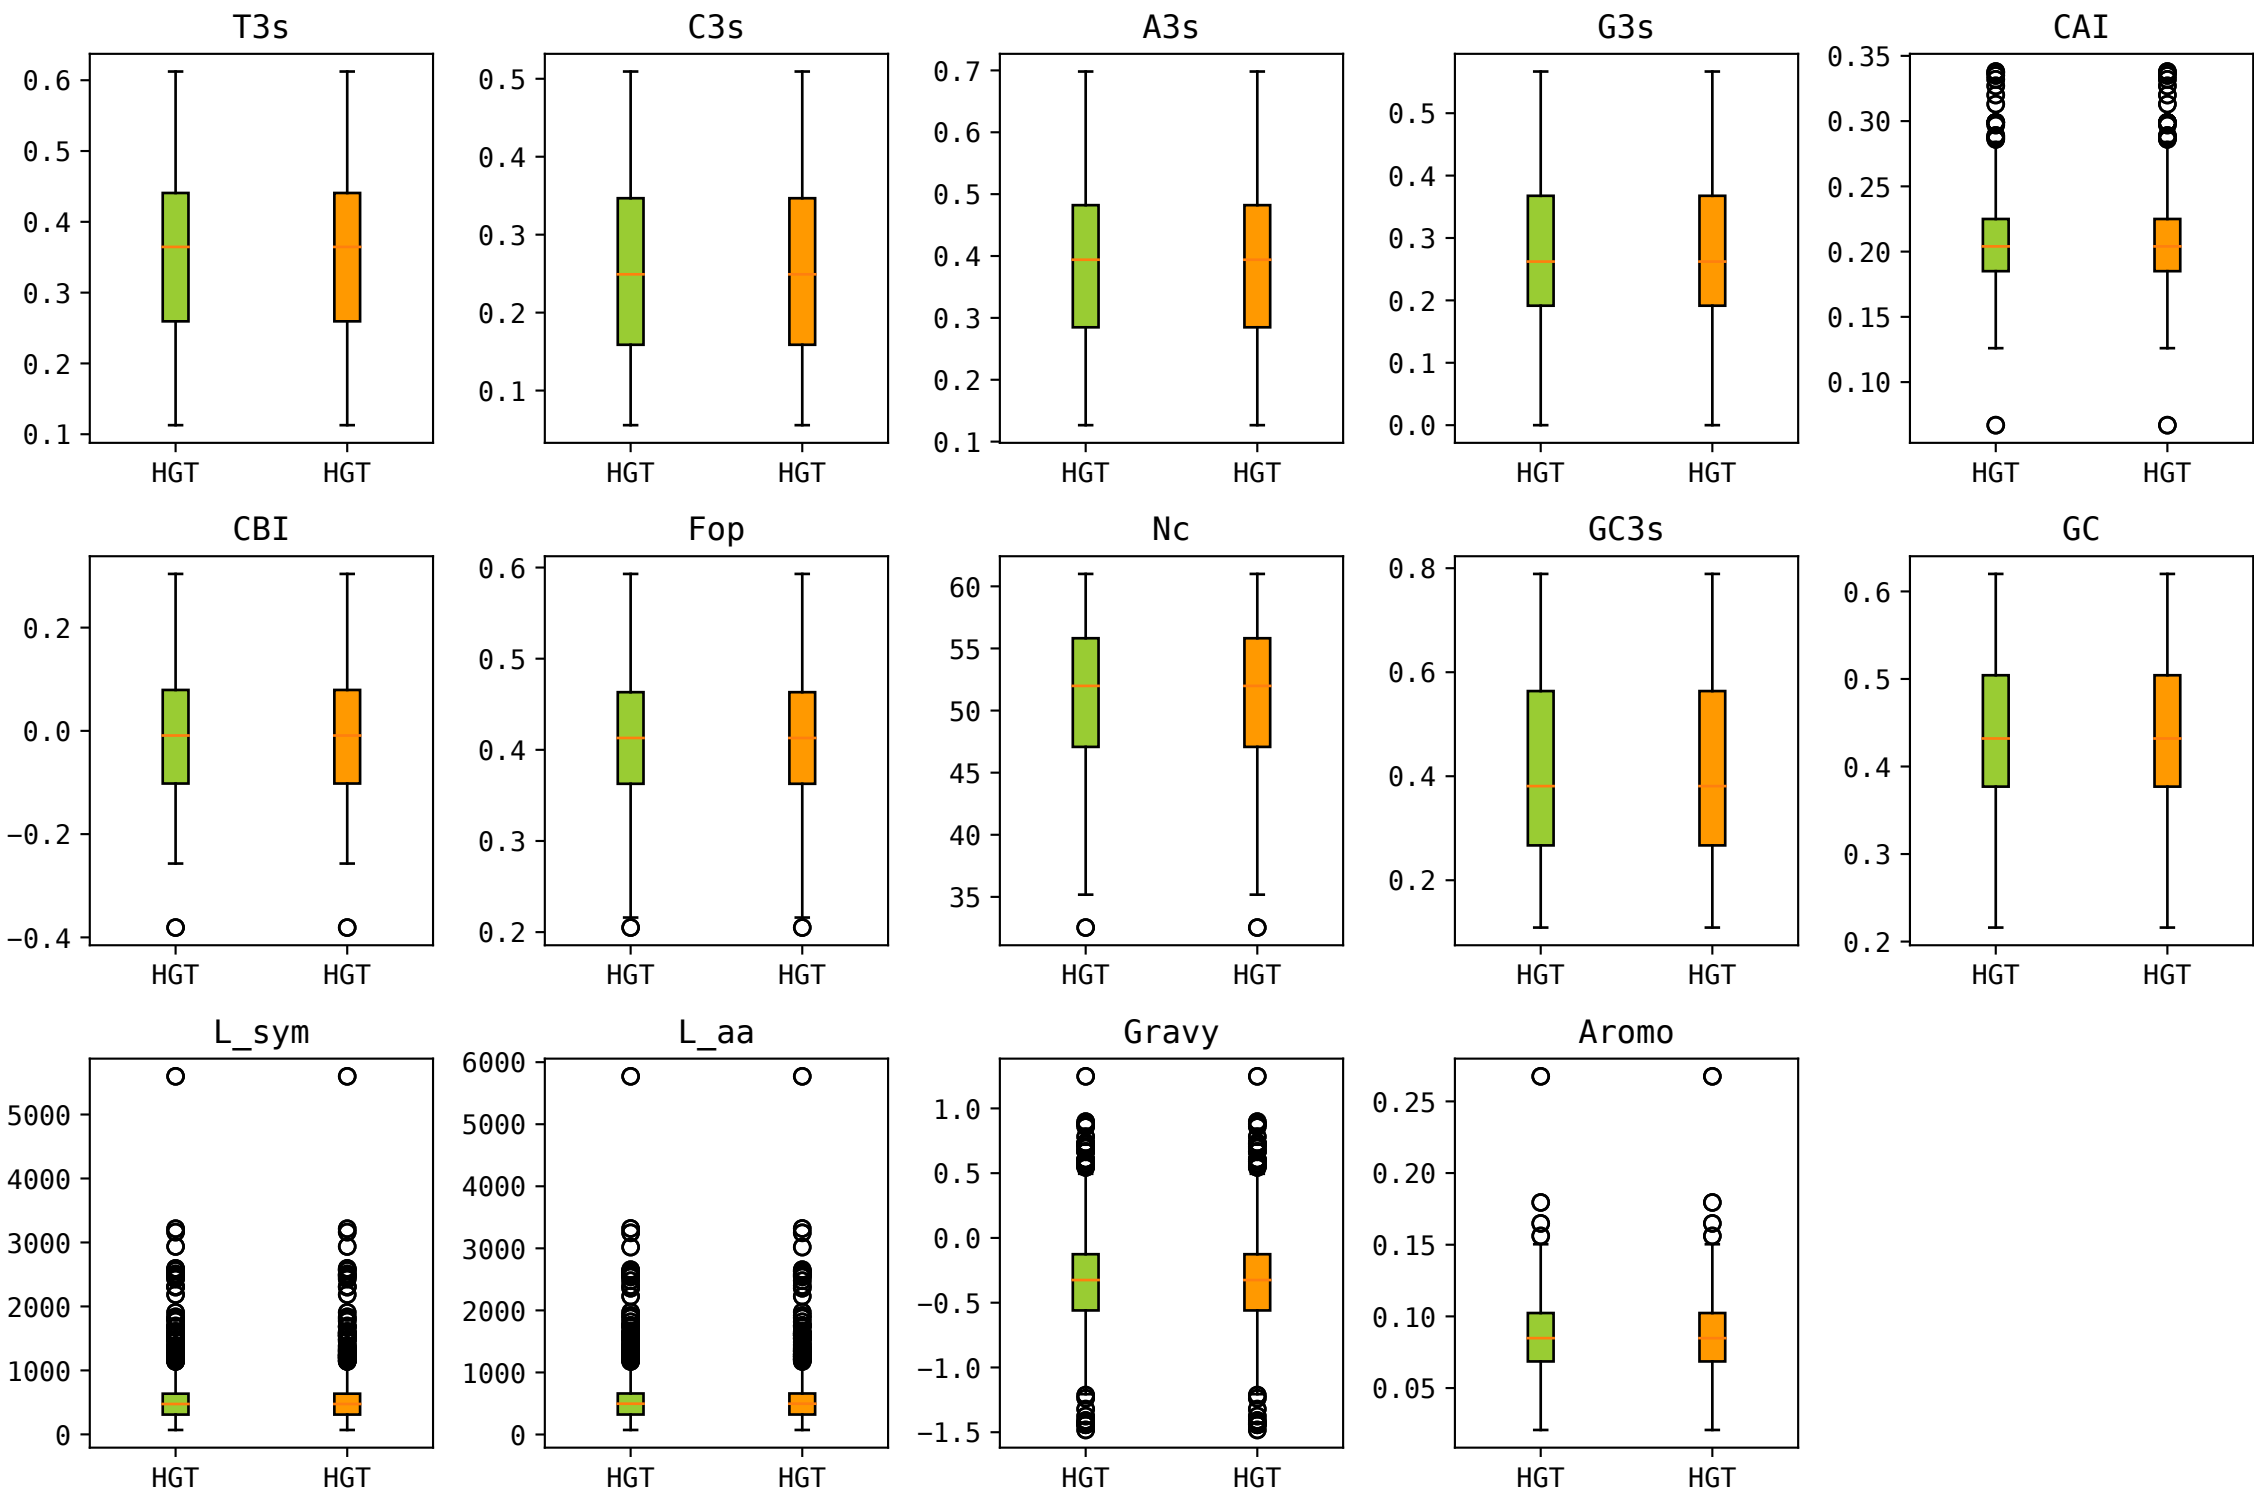 T3s C3s A3s G3s CAI
0.6 0.5 0.4 0.3 0.2 0.1
0.5 0.4 0.3 0.2 0.1
0.7 0.6 0.5 0.4 0.3 0.2 0.1
0.5 0.4 0.3 0.2 0.1 0.0
0.35 0.30 0.25 0.20 0.15 0.10
HGT HGT HGT HGT HGT HGT HGT HGT HGT HGT
CBI Fop Nc GC3s GC
0.2 0.0 −0.2 −0.4
0.6 0.5 0.4 0.3 0.2
60 55 50 45 40 35
0.8 0.6 0.4 0.2
0.6 0.5 0.4 0.3 0.2
HGT HGT HGT HGT HGT HGT HGT HGT HGT HGT
L_sym L_aa Gravy Aromo
5000 4000 3000 2000 1000 0
6000 5000 4000 3000 2000 1000 0
1.0 0.5 0.0 −0.5 −1.0 −1.5
0.25 0.20 0.15 0.10 0.05
HGT HGT HGT HGT HGT HGT HGT HGT